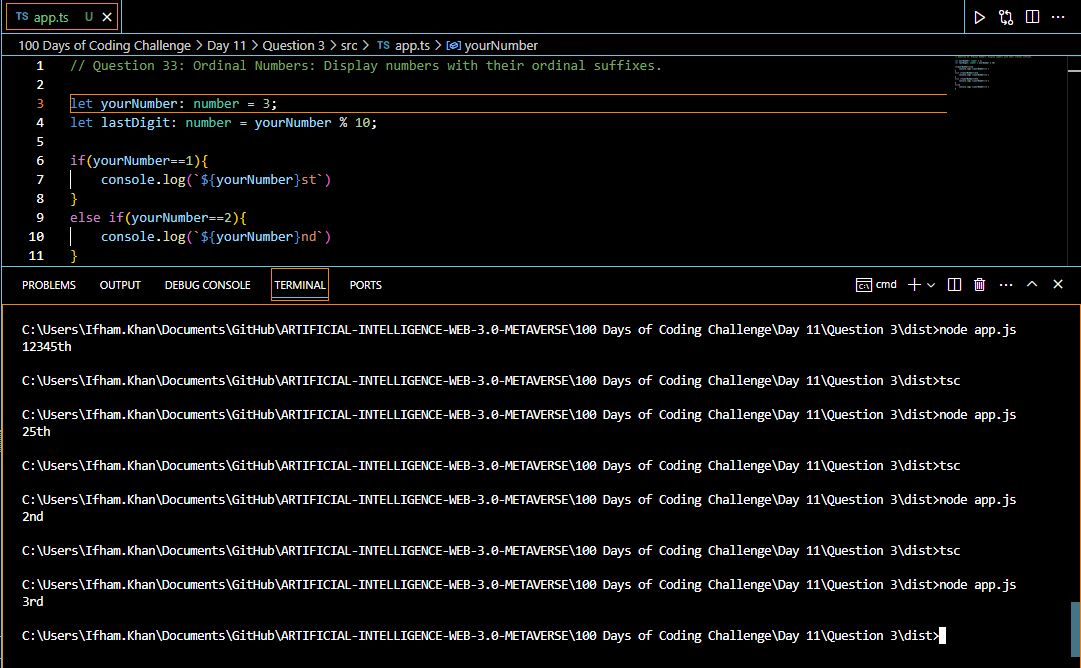 TS app.ts U
100 Days of Coding Challenge > Day 11 > Question 3 > src > TS app.ts > yourNumber
1 // Question 33: Ordinal Numbers: Display numbers with their ordinal suffixes.
2
3 let yourNumber: number = 3;
4 let lastDigit: number = yourNumber % 10;
5
6 if(yourNumber==1){
7 console.log(`${yourNumber}st`)
8 }
9 else if(yourNumber==2){
10 console.log(`${yourNumber}nd`)
11 }
PROBLEMS OUTPUT DEBUG CONSOLE TERMINAL PORTS cmd
C:\Users\Ifham.Khan\Documents\GitHub\ARTIFICIAL-INTELLIGENCE-WEB-3.0-METAVERSE\100 Days of Coding Challenge\Day 11\Question 3\dist>node app.js
12345th
C:\Users\Ifham.Khan\Documents\GitHub\ARTIFICIAL-INTELLIGENCE-WEB-3.0-METAVERSE\100 Days of Coding Challenge\Day 11\Question 3\dist>tsc
C:\Users\Ifham.Khan\Documents\GitHub\ARTIFICIAL-INTELLIGENCE-WEB-3.0-METAVERSE\100 Days of Coding Challenge\Day 11\Question 3\dist>node app.js
25th
C:\Users\Ifham.Khan\Documents\GitHub\ARTIFICIAL-INTELLIGENCE-WEB-3.0-METAVERSE\100 Days of Coding Challenge\Day 11\Question 3\dist>tsc
C:\Users\Ifham.Khan\Documents\GitHub\ARTIFICIAL-INTELLIGENCE-WEB-3.0-METAVERSE\100 Days of Coding Challenge\Day 11\Question 3\dist>node app.js
2nd
C:\Users\Ifham.Khan\Documents\GitHub\ARTIFICIAL-INTELLIGENCE-WEB-3.0-METAVERSE\100 Days of Coding Challenge\Day 11\Question 3\dist>tsc
C:\Users\Ifham.Khan\Documents\GitHub\ARTIFICIAL-INTELLIGENCE-WEB-3.0-METAVERSE\100 Days of Coding Challenge\Day 11\Question 3\dist>node app.js
3rd
C:\Users\Ifham.Khan\Documents\GitHub\ARTIFICIAL-INTELLIGENCE-WEB-3.0-METAVERSE\100 Days of Coding Challenge\Day 11\Question 3\dist>